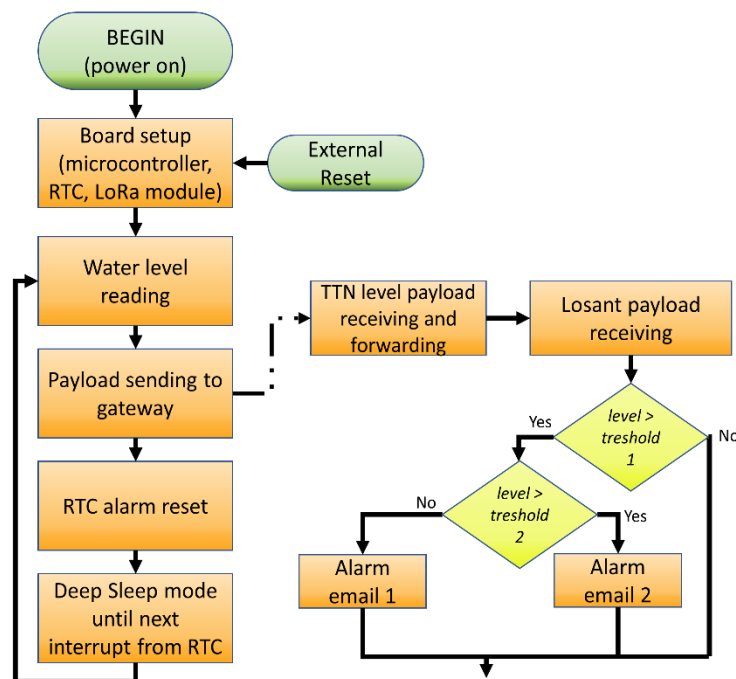 BEGIN
(power on)
Board setup
(microcontroller,
RTC, LoRa module)
External
Reset
Water level
reading
TTN level payload
receiving and
forwarding
Losant payload
receiving
Payload sending to
gateway
level >
treshold
1
Yes
No
level >
treshold
2
No
Yes
RTC alarm reset
Alarm
email 1
Alarm
email 2
Deep Sleep mode
until next
interrupt from RTC